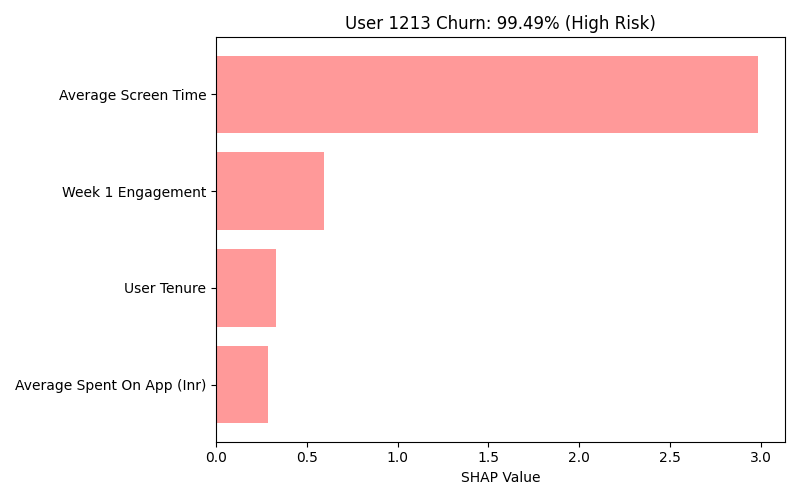 User 1213 Churn: 99.49% (High Risk)
Average Screen Time
Week 1 Engagement
User Tenure
Average Spent On App (Inr)
0.0 0.5 1.0 1.5 2.0 2.5 3.0
SHAP Value